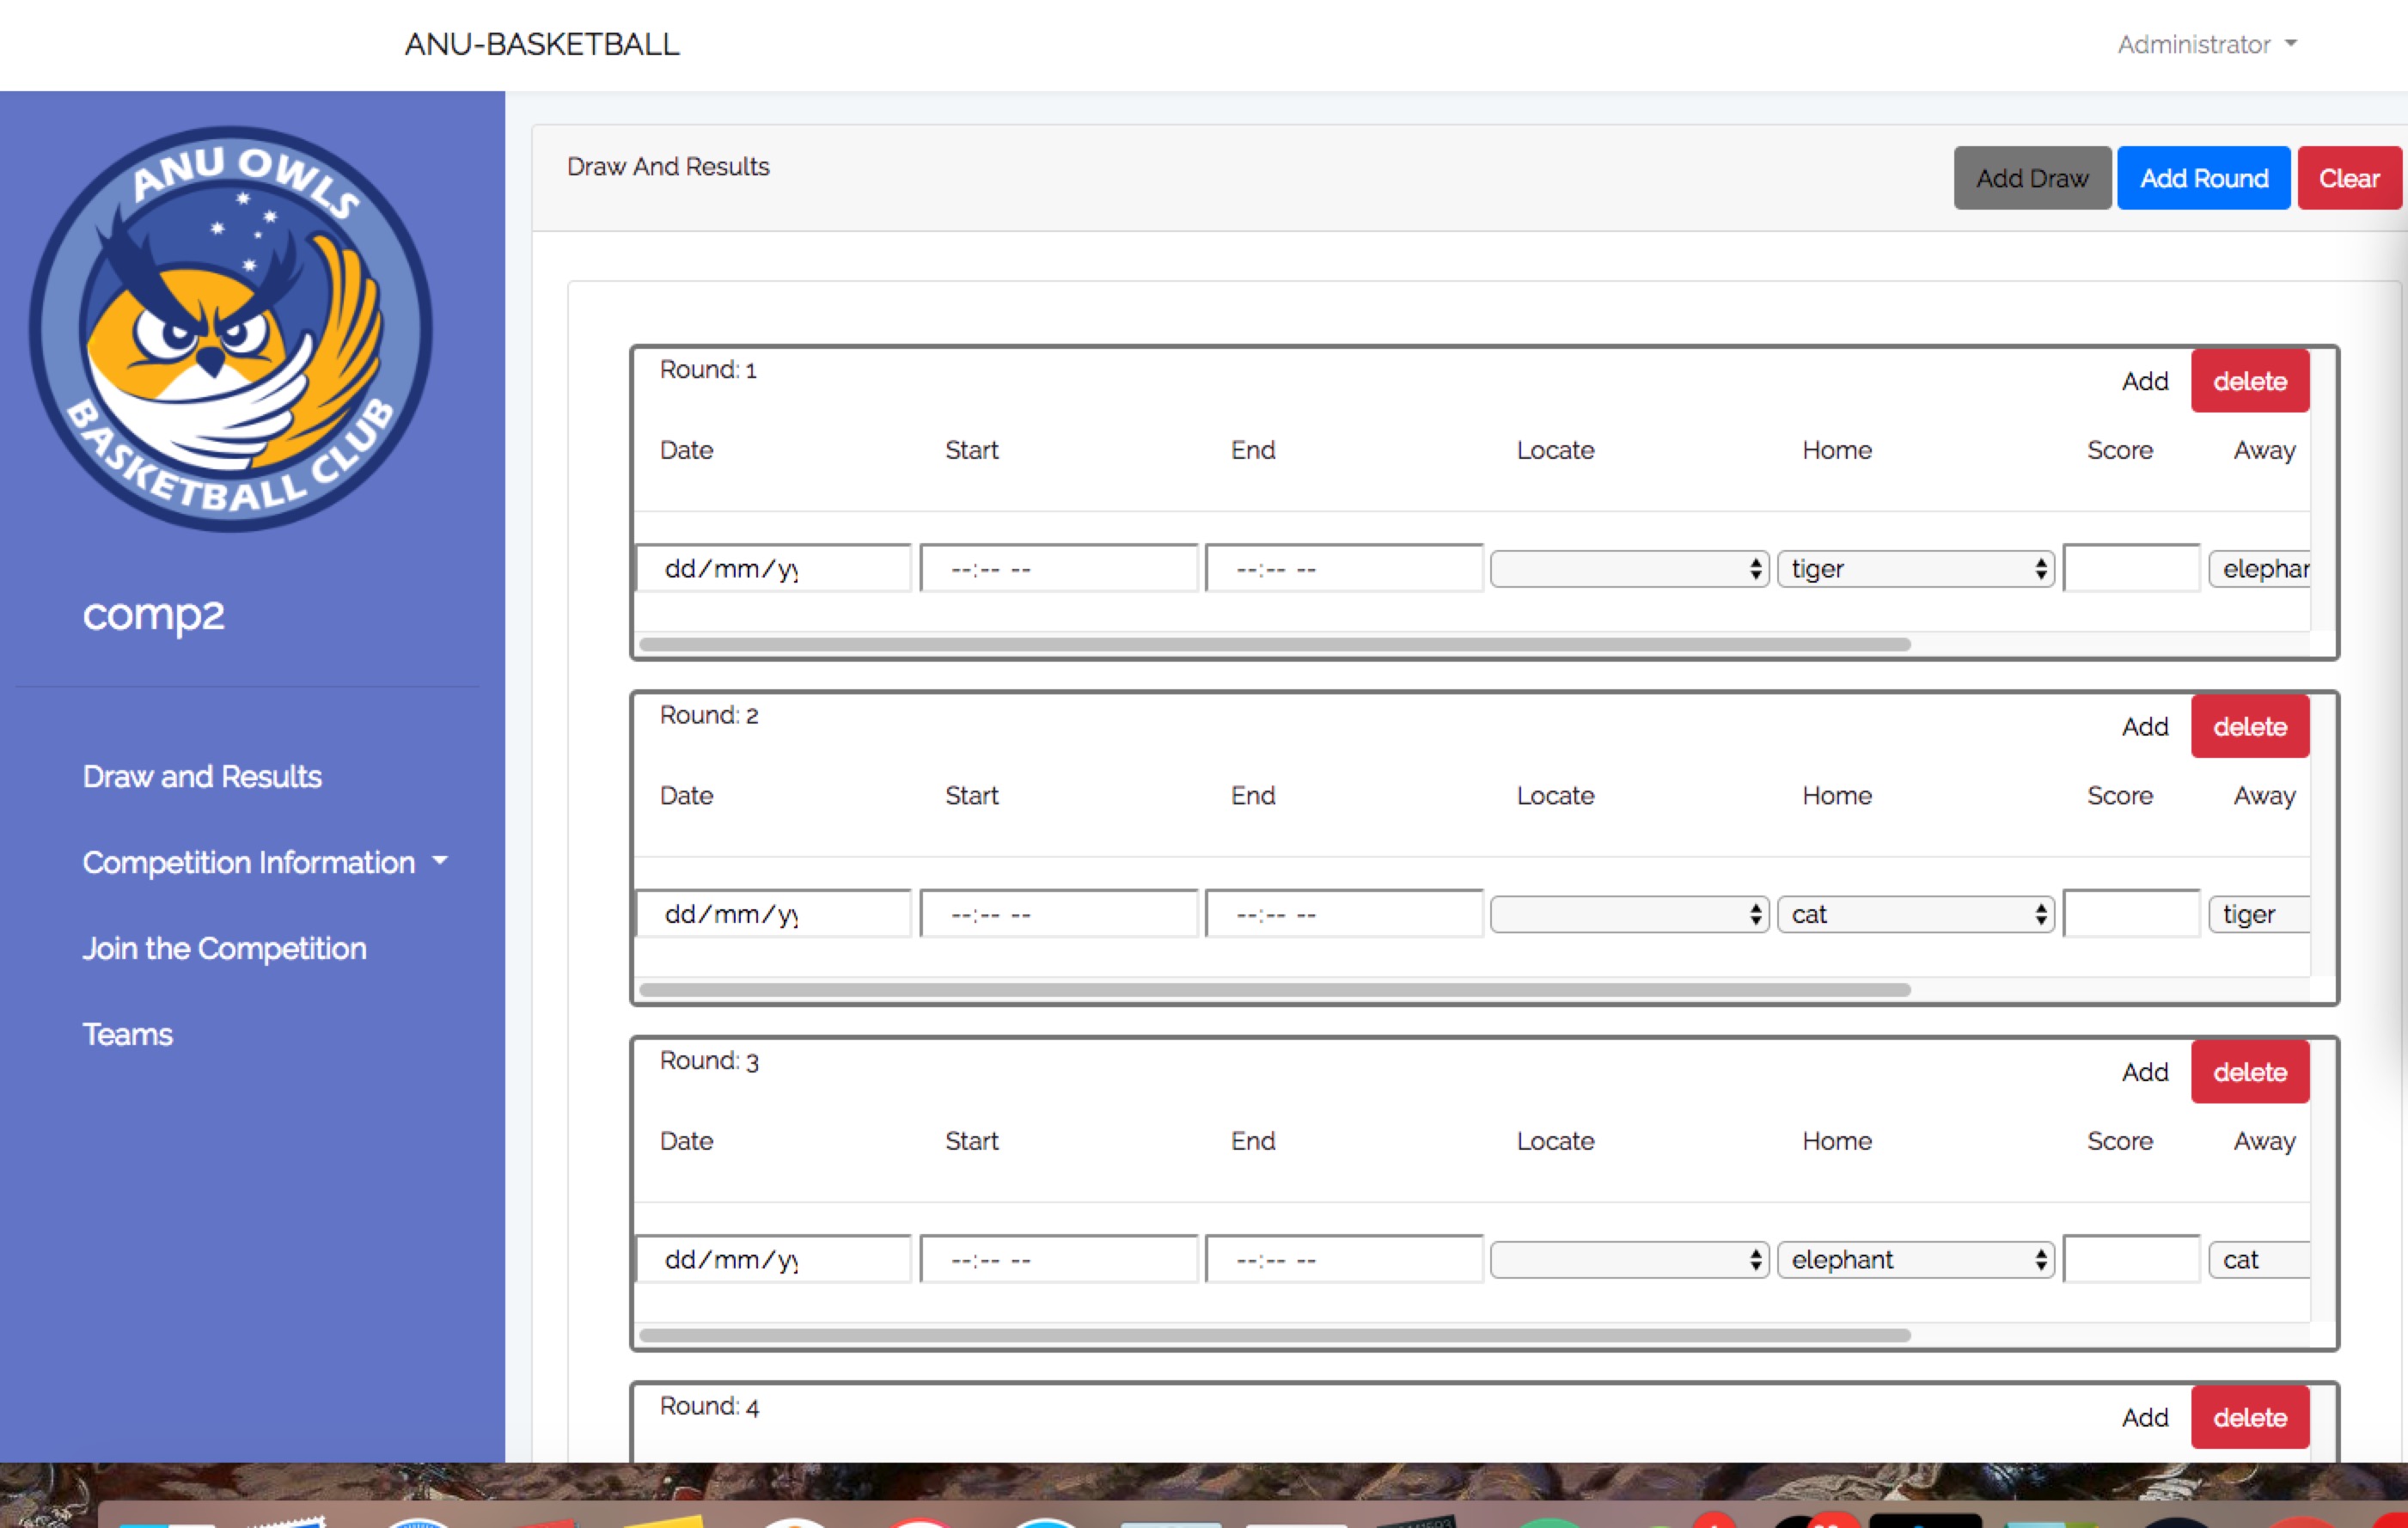 ANU-BASKETBALL
Administrator
ANU OWLS
BASKETBALL CLUB
comp2
Draw and Results
Competition Information
Join the Competition
Teams
Draw And Results
Add Draw Add Round Clear
Round: 1 Add delete
Date Start End Locate Home Score Away
dd/mm/yy --:-- -- --:-- -- tiger elephan
Round: 2 Add delete
Date Start End Locate Home Score Away
dd/mm/yy --:-- -- --:-- -- cat tiger
Round: 3 Add delete
Date Start End Locate Home Score Away
dd/mm/yy --:-- -- --:-- -- elephant cat
Round: 4 Add delete